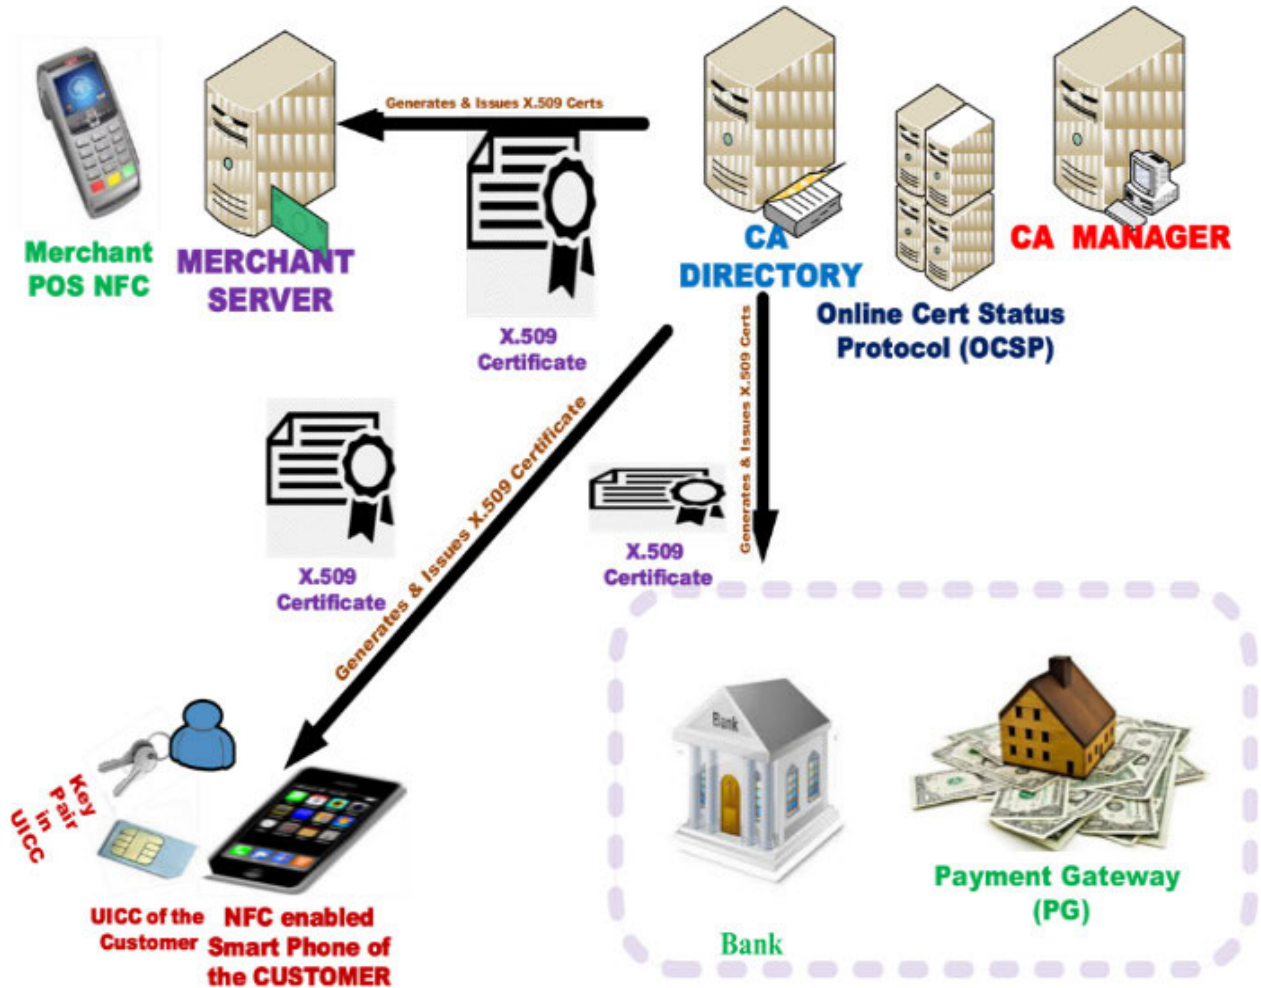 Generates & Issues X.509 Certs
Merchant
POS NFC
MERCHANT
SERVER
CA
DIRECTORY
CA MANAGER
Online Cert Status
Protocol (OCSP)
X.509
Certificate
Generates & Issues X.509 Certs
Generates & Issues X.509 Certificate
X.509
Certificate
X.509
Certificate
Key
Pair
in
UICC
UICC of the
Customer
NFC enabled
Smart Phone of
the CUSTOMER
Bank
Bank
Payment Gateway
(PG)